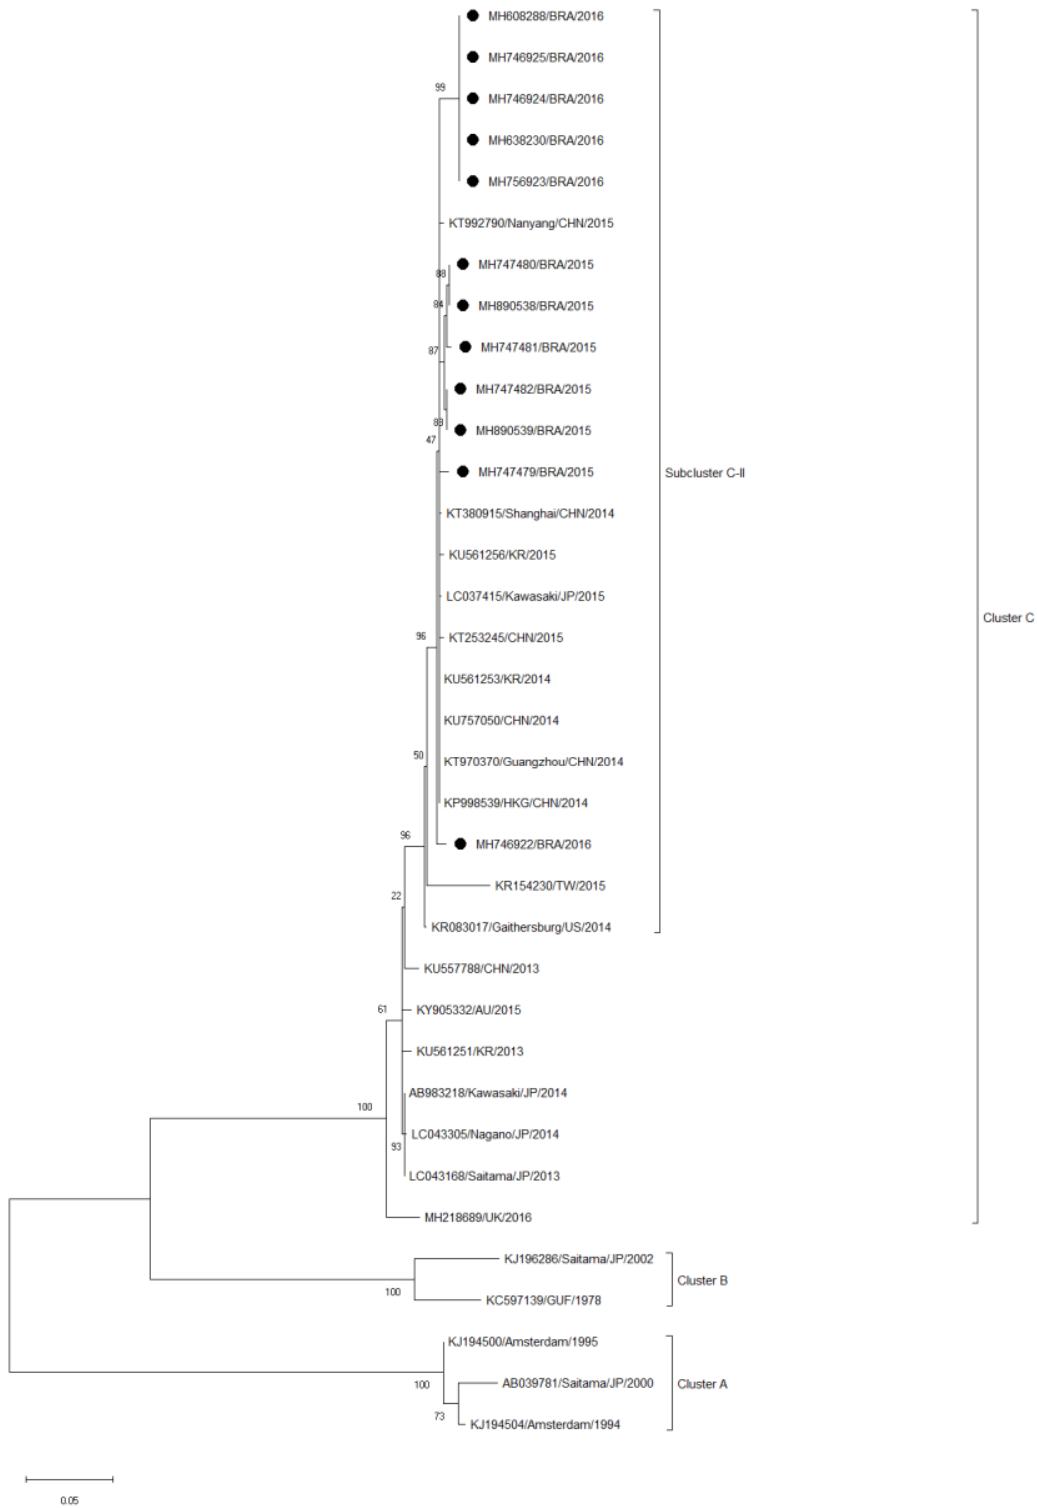 MH608288/BRA/2016
MH746925/BRA/2016
99
MH746924/BRA/2016
MH638230/BRA/2016
MH756923/BRA/2016
KT992790/Nanyang/CHN/2015
MH747480/BRA/2015
88
84
MH890538/BRA/2015
87
MH747481/BRA/2015
MH747482/BRA/2015
83
MH890539/BRA/2015
47
MH747479/BRA/2015
Subcluster C-II
KT380915/Shanghai/CHN/2014
KU561256/KR/2015
LC037415/Kawasaki/JP/2015
Cluster C
96
KT253245/CHN/2015
KU561253/KR/2014
KU757050/CHN/2014
50
KT970370/Guangzhou/CHN/2014
KP998539/HKG/CHN/2014
96
MH746922/BRA/2016
KR154230/TW/2015
22
KR083017/Gaithersburg/US/2014
KU557788/CHN/2013
61
KY905332/AU/2015
KU561251/KR/2013
AB983218/Kawasaki/JP/2014
100
LC043305/Nagano/JP/2014
93
LC043168/Saitama/JP/2013
MH218689/UK/2016
KJ196286/Saitama/JP/2002
Cluster B
100
KC597139/GUF/1978
KJ194500/Amsterdam/1995
100
AB039781/Saitama/JP/2000
Cluster A
73
KJ194504/Amsterdam/1994
0.05